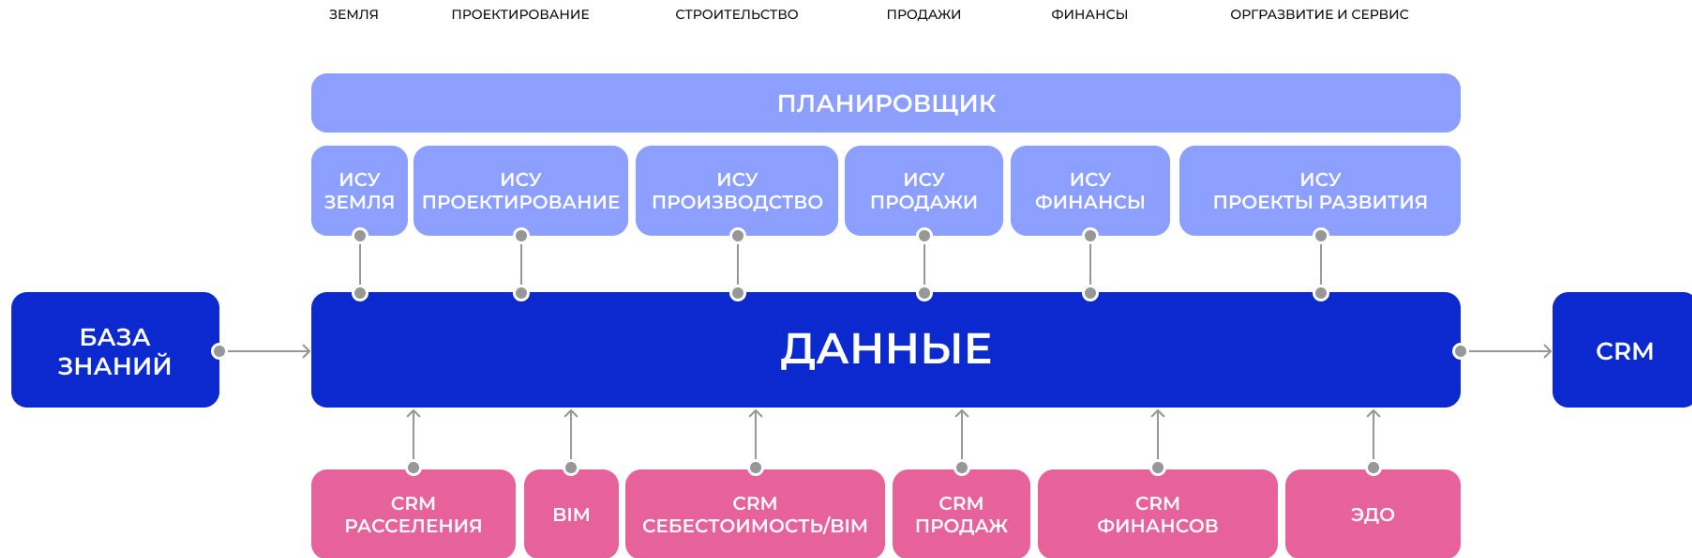 ЗЕМЛЯ ПРОЕКТИРОВАНИЕ СТРОИТЕЛЬСТВО ПРОДАЖИ ФИНАНСЫ ОРГРАЗВИТИЕ И СЕРВИС
ПЛАНИРОВЩИК
ИСУ
ЗЕМЛЯ
ИСУ
ПРОЕКТИРОВАНИЕ
ИСУ
ПРОИЗВОДСТВО
ИСУ
ПРОДАЖИ
ИСУ
ФИНАНСЫ
ИСУ
ПРОЕКТЫ РАЗВИТИЯ
БАЗА
ЗНАНИЙ
ДАННЫЕ
CRM
CRM
РАССЕЛЕНИЯ
BIM
CRM
СЕБЕСТОИМОСТЬ/BIM
CRM
ПРОДАЖ
CRM
ФИНАНСОВ
ЭДО